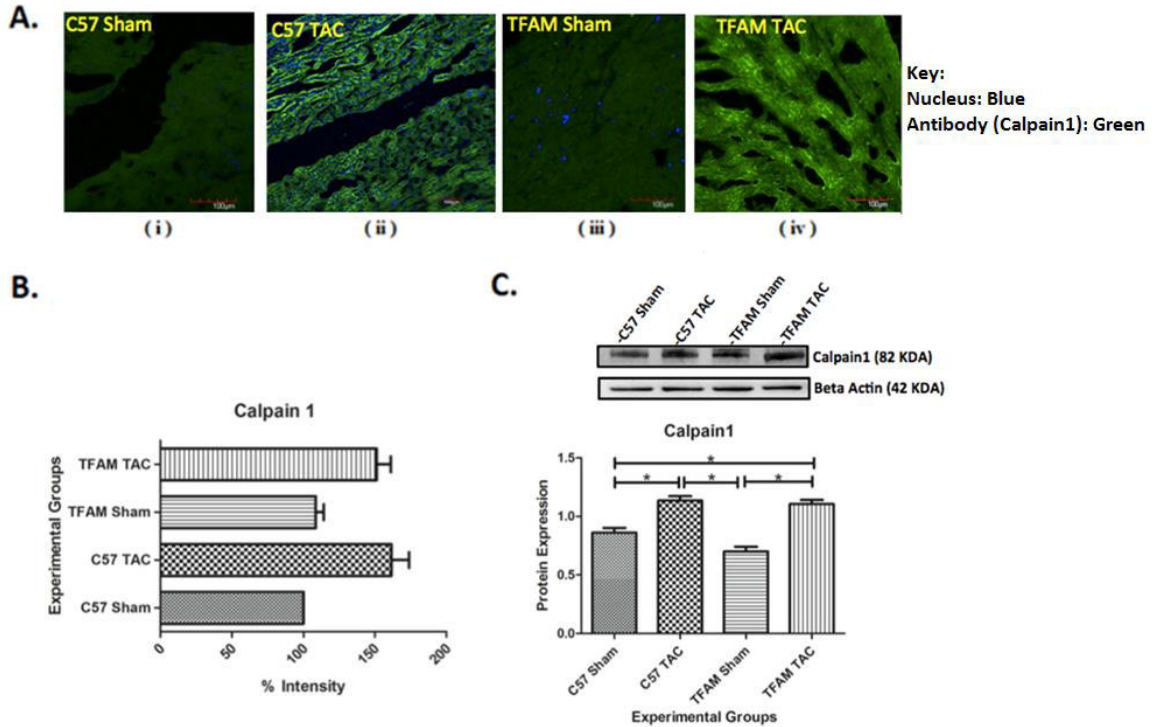 A.
C57 Sham
C57 TAC
TFAM Sham
TFAM TAC
100µm
100µm
100µm
Key:
Nucleus: Blue
Antibody (Calpain1): Green
( i )
( ii )
( iii )
( iv )
B.
Calpain 1
Experimental Groups
TFAM TAC
TFAM Sham
C57 TAC
C57 Sham
0
50
100
150
200
% Intensity
C.
-C57 Sham
-C57 TAC
-TFAM Sham
-TFAM TAC
Calpain1 (82 KDA)
Beta Actin (42 KDA)
Calpain1
Protein Expression
1.5
1.0
0.5
0.0
*
*
*
*
C57 Sham
C57 TAC
TFAM Sham
TFAM TAC
Experimental Groups